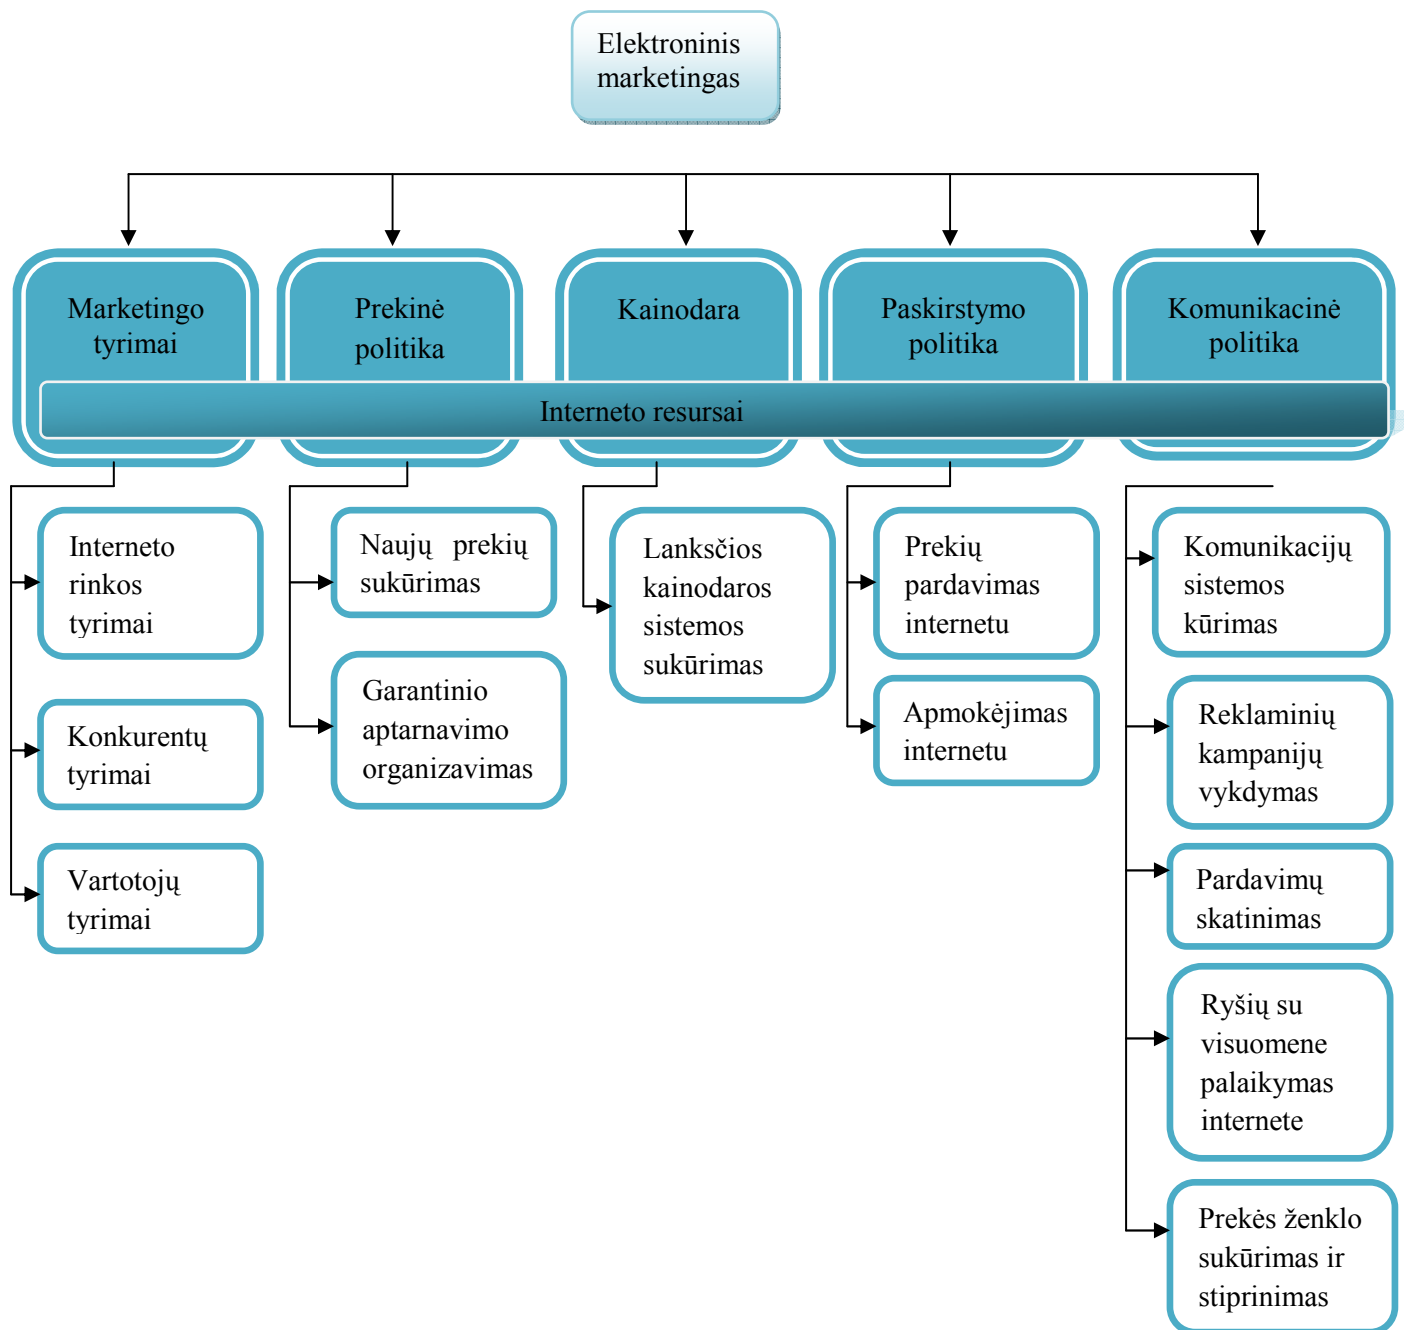 Elektroninis
marketingas
Marketingo
tyrimai
Prekinė
politika
Kainodara
Paskirstymo
politika
Komunikacinė
politika
Interneto resursai
Interneto
rinkos
tyrimai
Konkurentų
tyrimai
Vartotojų
tyrimai
Naujų prekių
sukūrimas
Garantinio
aptarnavimo
organizavimas
Lanksčios
kainodaros
sistemos
sukūrimas
Prekių
pardavimas
internetu
Apmokėjimas
internetu
Komunikacijų
sistemos
kūrimas
Reklaminių
kampanijų
vykdymas
Pardavimų
skatinimas
Ryšių su
visuomene
palaikymas
internete
Prekės ženklo
sukūrimas ir
stiprinimas